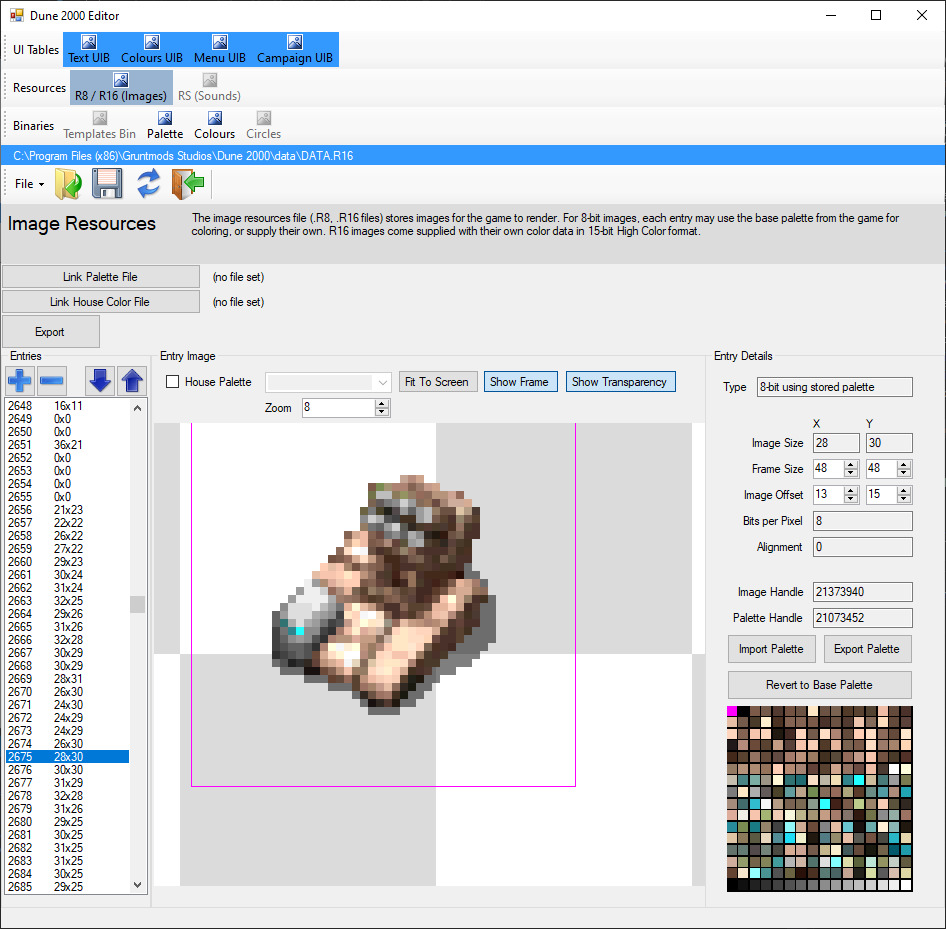 Dune 2000 Editor
UI Tables Text UIB Colours UIB Menu UIB Campaign UIB
Resources R8 / R16 (Images) RS (Sounds)
Binaries Templates Bin Palette Colours Circles
C:\Program Files (x86)\Gruntmods Studios\Dune 2000\data\DATA.R16
File
Image Resources
The image resources file (.R8, .R16 files) stores images for the game to render. For 8-bit images, each entry may use the base palette from the game for
coloring, or supply their own. R16 images come supplied with their own color data in 15-bit High Color format.
Link Palette File (no file set)
Link House Color File (no file set)
Export
Entries
2648 16x11
2649 0x0
2650 0x0
2651 36x21
2652 0x0
2653 0x0
2654 0x0
2655 0x0
2656 21x23
2657 22x22
2658 26x22
2659 27x22
2660 29x23
2661 30x24
2662 31x24
2663 32x25
2664 29x26
2665 31x26
2666 32x28
2667 30x29
2668 30x29
2669 28x31
2670 26x30
2671 24x30
2672 24x29
2673 24x29
2674 26x30
2675 28x30
2676 30x30
2677 31x29
2678 32x28
2679 31x26
2680 29x25
2681 30x25
2682 31x25
2683 31x25
2684 30x25
2685 29x25
Entry Image
House Palette Fit To Screen Show Frame Show Transparency
Zoom 8
Entry Details
Type 8-bit using stored palette
X Y
Image Size 28 30
Frame Size 48 48
Image Offset 13 15
Bits per Pixel 8
Alignment 0
Image Handle 21373940
Palette Handle 21073452
Import Palette Export Palette
Revert to Base Palette